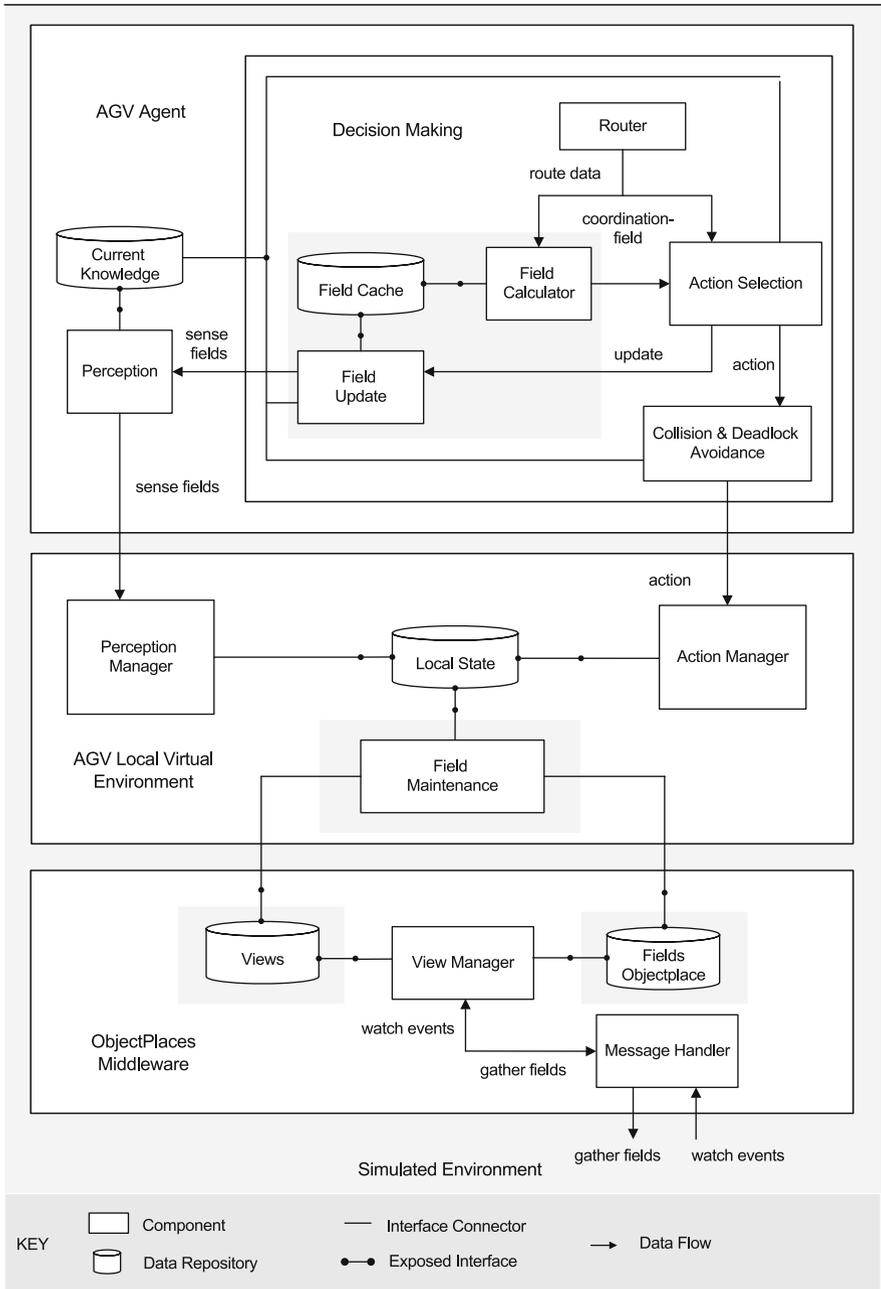 AGV Agent
Decision Making
Router
route data
coordination-
field
Current
Knowledge
Field Cache
Field
Calculator
Action Selection
sense
fields
update
action
Perception
Field
Update
Collision & Deadlock
Avoidance
sense fields
action
Perception
Manager
Local State
Action Manager
AGV Local Virtual
Environment
Field
Maintenance
Views
View Manager
Fields
Objectplace
watch events
ObjectPlaces
Middleware
gather fields
Message Handler
gather fields
watch events
Simulated Environment
KEY
Component
Interface Connector
Data Flow
Data Repository
Exposed Interface